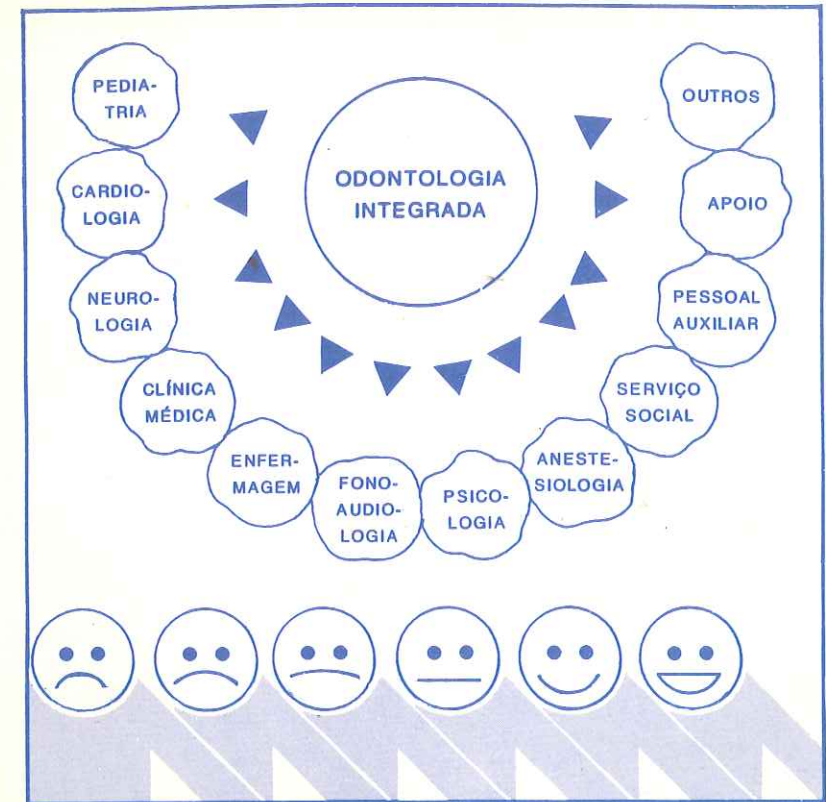 PEDIA-
TRIA
CARDIO-
LOGIA
NEURO-
LOGIA
CLÍNICA
MÉDICA
ENFER-
MAGEM
FONO-
AUDIO-
LOGIA
PSICO-
LOGIA
ANESTE-
SIOLOGIA
SERVIÇO
SOCIAL
PESSOAL
AUXILIAR
APOIO
OUTROS
ODONTOLOGIA
INTEGRADA